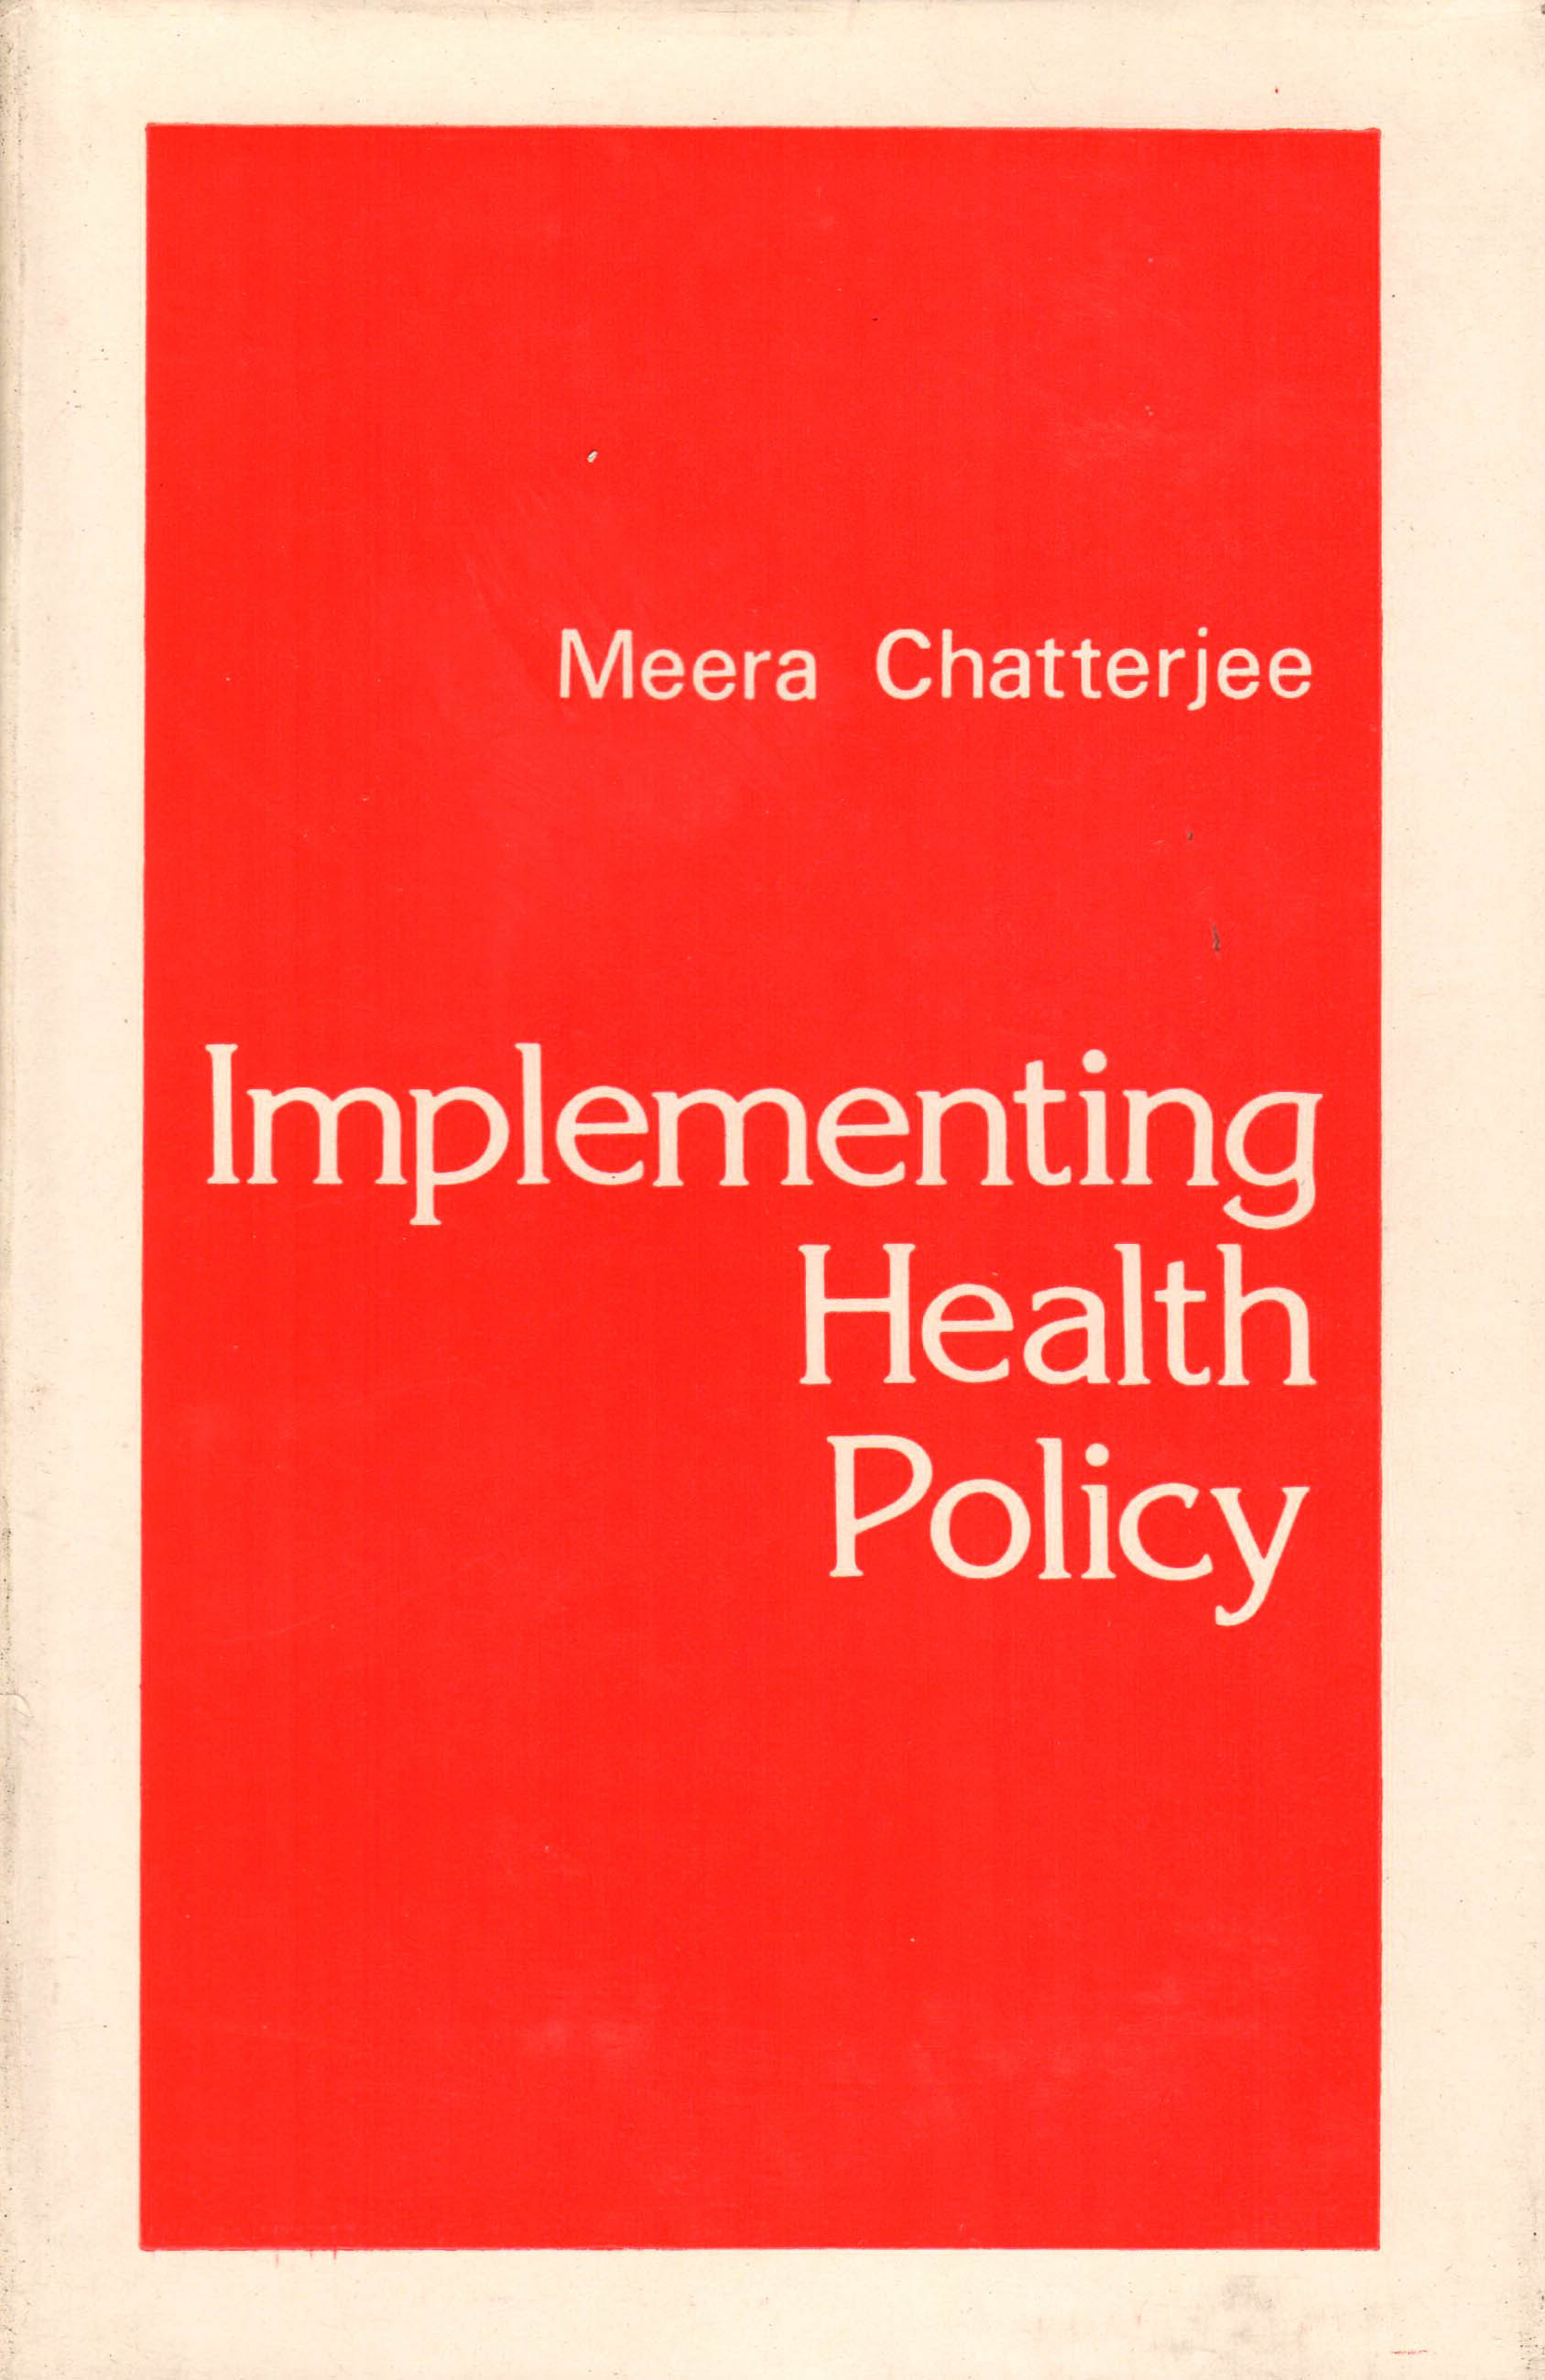 Meera Chatterjee
Implementing
Health
Policy